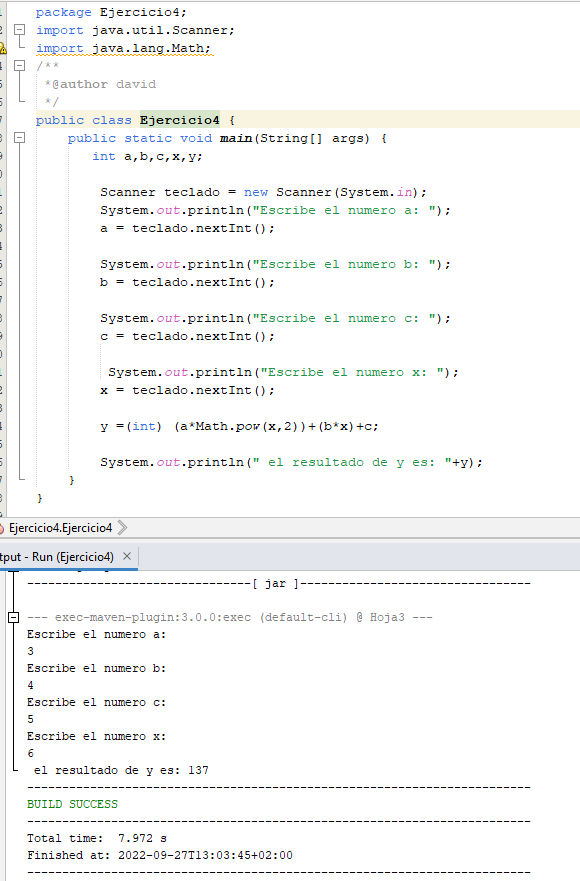 package Ejercicio4;
import java.util.Scanner;
import java.lang.Math;
/**
*@author david
*/
public class Ejercicio4 {
public static void main(String[] args) {
int a,b,c,x,y;
Scanner teclado = new Scanner(System.in);
System.out.println("Escribe el numero a: ");
a = teclado.nextInt();
System.out.println("Escribe el numero b: ");
b = teclado.nextInt();
System.out.println("Escribe el numero c: ");
c = teclado.nextInt();
System.out.println("Escribe el numero x: ");
x = teclado.nextInt();
y =(int) (a*Math.pow(x,2))+(b*x)+c;
System.out.println(" el resultado de y es: "+y);
}
}
Ejercicio4.Ejercicio4
tput - Run (Ejercicio4) ×
--------------------------------[ jar ]---------------------------------
--- exec-maven-plugin:3.0.0:exec (default-cli) @ Hoja3 ---
Escribe el numero a:
3
Escribe el numero b:
4
Escribe el numero c:
5
Escribe el numero x:
6
el resultado de y es: 137
------------------------------------------------------------------------
BUILD SUCCESS
------------------------------------------------------------------------
Total time:  7.972 s
Finished at: 2022-09-27T13:03:45+02:00
------------------------------------------------------------------------